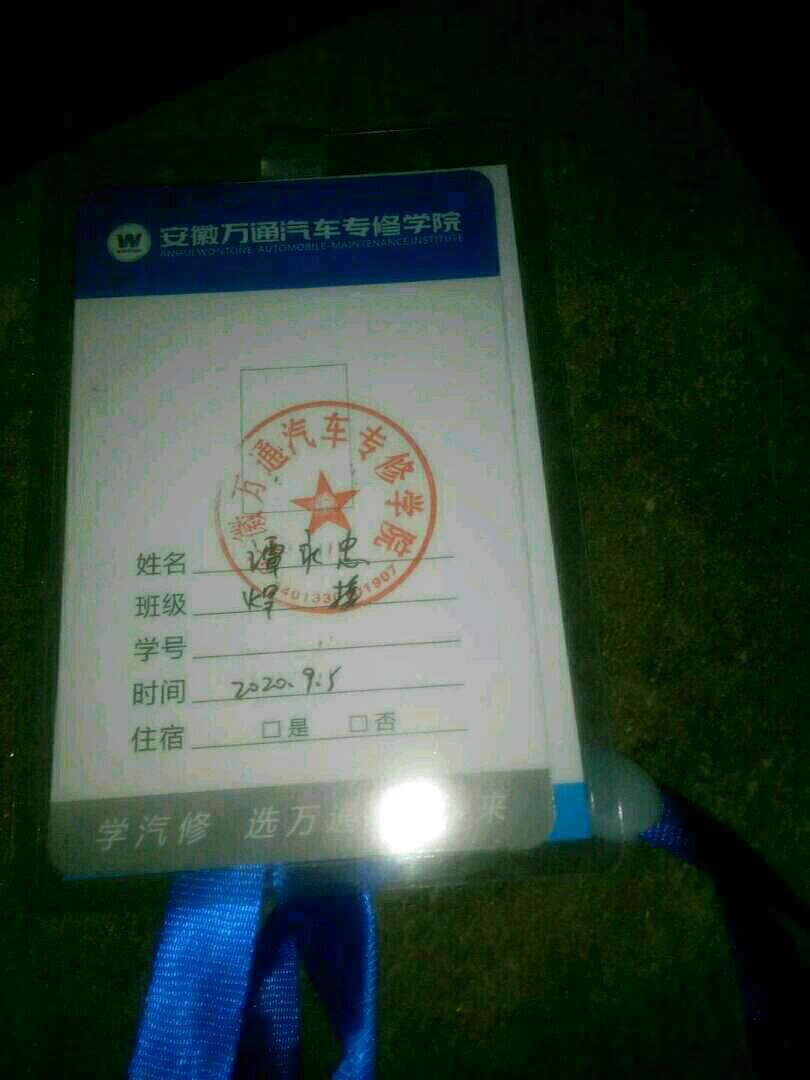 安徽万通汽车专修学院
ANHUI WONTONE AUTOMOBILE-MAINTENANCE INSTITUTE
徽万通汽车专修学院
姓名 谭永忠
班级 焊接
学号
时间 2020.9.5
住宿 □是 □否
学汽修 选万通 来